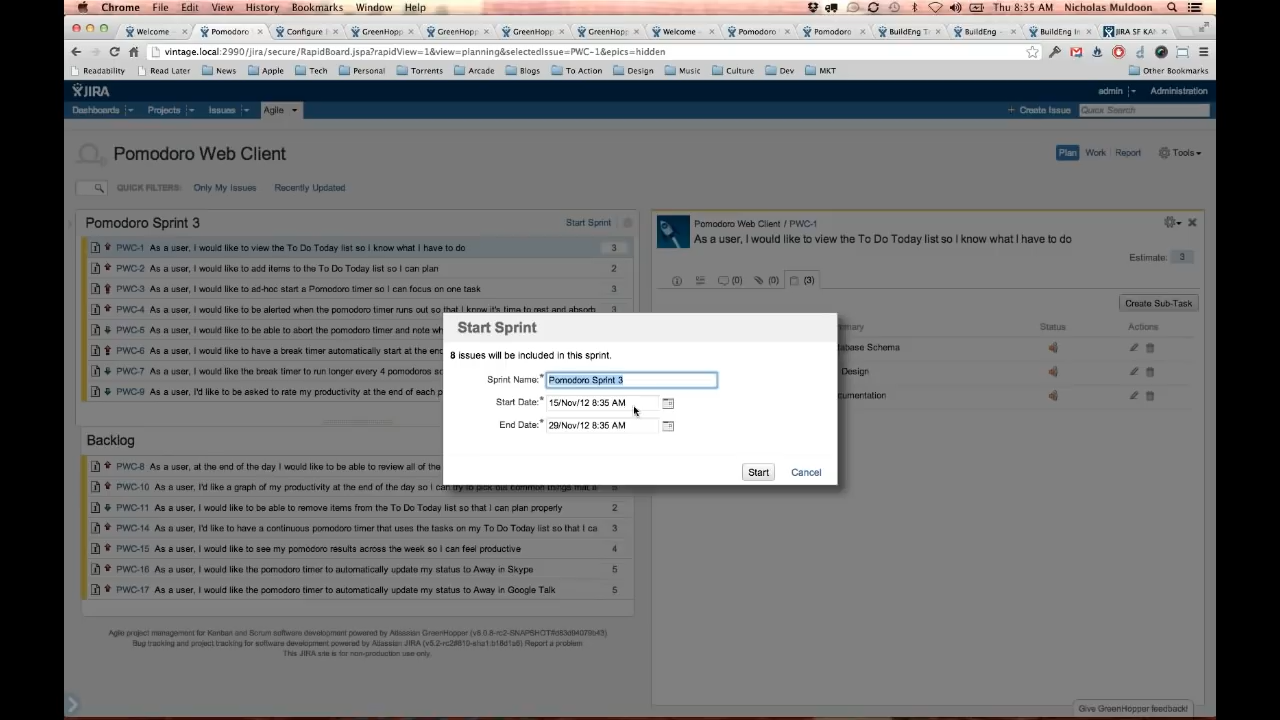 Chrome File Edit View History Bookmarks Window Help Thu 8:35 AM Nicholas Muldoon
Welcome Pomodoro Configure GreenHopp GreenHopp GreenHopp GreenHopp Welcome Pomodoro Pomodoro BuildEng BuildEng BuildEng JIRA SF KAN
vintage.local:2990/jira/secure/RapidBoard.jspa?rapidView=1&view=planning&selectedIssue=PWC-1&epics=hidden
Readability Read Later News Apple Tech Personal Torrents Arcade Blogs To Action Design Music Culture Dev MKT Other Bookmarks
JIRA admin Administration
Dashboards Projects Issues Agile + Create Issue Quick Search
Pomodoro Web Client Plan Work Report Tools
QUICK FILTERS: Only My Issues Recently Updated
Pomodoro Sprint 3 Start Sprint
PWC-1 As a user, I would like to view the To Do Today list so I know what I have to do 3
PWC-2 As a user, I would like to add items to the To Do Today list so I can plan 2
PWC-3 As a user, I would like to ad-hoc start a Pomodoro timer so I can focus on one task 3
PWC-4 As a user, I would like to be alerted when the pomodoro timer runs out so I know it's time to rest and absorb 3
PWC-5 As a user, I would like to be able to abort the pomodoro timer and note wh
PWC-6 As a user, I would like to have a break timer automatically start at the end
PWC-7 As a user, I would like the break timer to run longer every 4 pomodoros so
PWC-9 As a user, I'd like to be asked to rate my productivity at the end of each po
Backlog
PWC-8 As a user, at the end of the day I would like to be able to review all of the
PWC-10 As a user, I'd like a graph of my productivity at the end of the day so I can try to pick out common things that
PWC-11 As a user, I would like to be able to remove items from the To Do Today list so that I can plan properly 2
PWC-14 As a user, I'd like to have a continuous pomodoro timer that uses the tasks on my To Do Today list so that I ca 3
PWC-15 As a user, I would like to see my pomodoro results across the week so I can feel productive 4
PWC-16 As a user, I would like the pomodoro timer to automatically update my status to Away in Skype 5
PWC-17 As a user, I would like the pomodoro timer to automatically update my status to Away in Google Talk 5
Agile project management for Kanban and Scrum software development powered by Atlassian GreenHopper
Bug tracking and project tracking for software development powered by Atlassian JIRA Report a problem
This JIRA site is for non-production use only.
Pomodoro Web Client / PWC-1
As a user, I would like to view the To Do Today list so I know what I have to do
Estimate: 3
(0) (0) (3)
Create Sub-Task
mmary Status Actions
abase Schema
Design
cumentation
Start Sprint
8 issues will be included in this sprint.
Sprint Name:* Pomodoro Sprint 3
Start Date:* 15/Nov/12 8:35 AM
End Date:* 29/Nov/12 8:35 AM
Start Cancel
Give GreenHopper feedback!